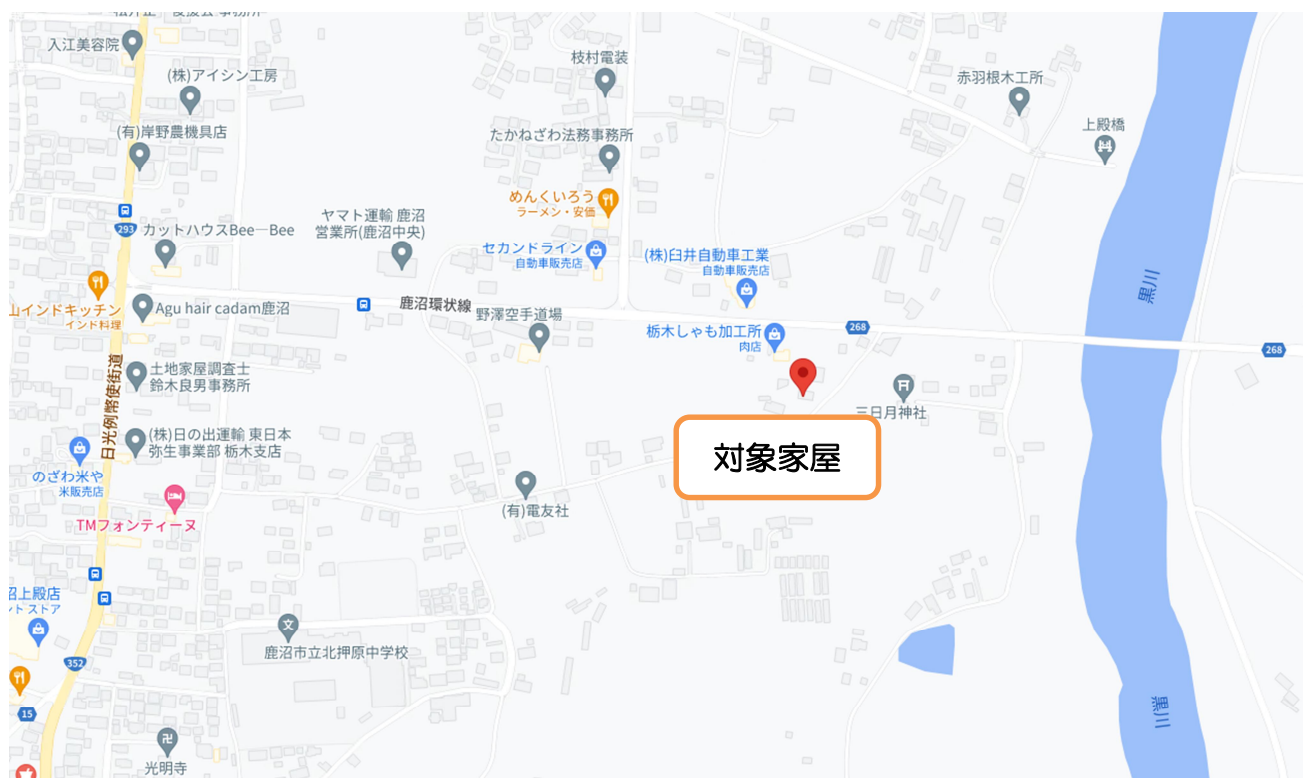 入江美容院
(株)アイシン工房
(有)岸野農機具店
枝村電装
赤羽根木工所
上殿橋
たかねざわ法務事務所
めんくいろう
ラーメン・安価
293
カットハウスBee―Bee
ヤマト運輸 鹿沼
営業所(鹿沼中央)
セカンドライン
自動車販売店
(株)臼井自動車工業
自動車販売店
黒川
山インドキッチン
インド料理
Agu hair cadam鹿沼
鹿沼環状線
野澤空手道場
栃木しゃも加工所
肉店
268
268
日光例幣使街道
土地家屋調査士
鈴木良男事務所
三日月神社
対象家屋
(株)日の出運輸 東日本
弥生事業部 栃木支店
のざわ米や
米販売店
TMフォンティーヌ
(有)電友社
沼上殿店
ント ストア
文
鹿沼市立北押原中学校
352
15
光明寺
黒川